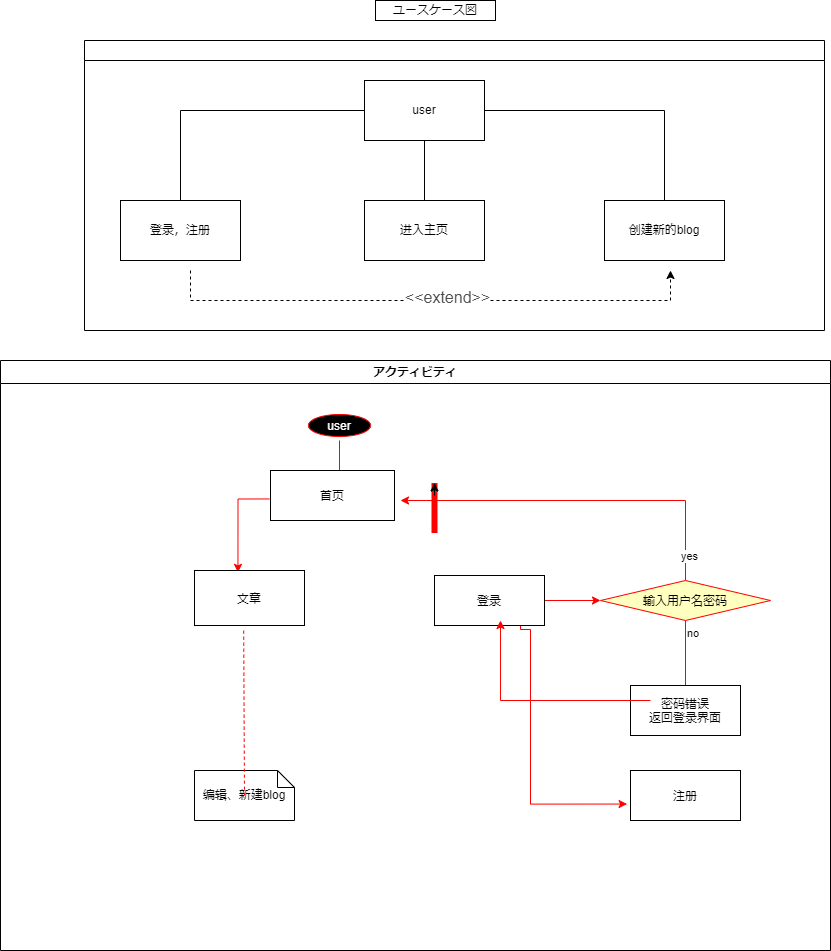 ユースケース図
user
登录，注册
进入主页
创建新的blog
<<extend>>
アクティビティ
user
首页
yes
文章
登录
输入用户名密码
no
密码错误
返回登录界面
编辑、新建blog
注册